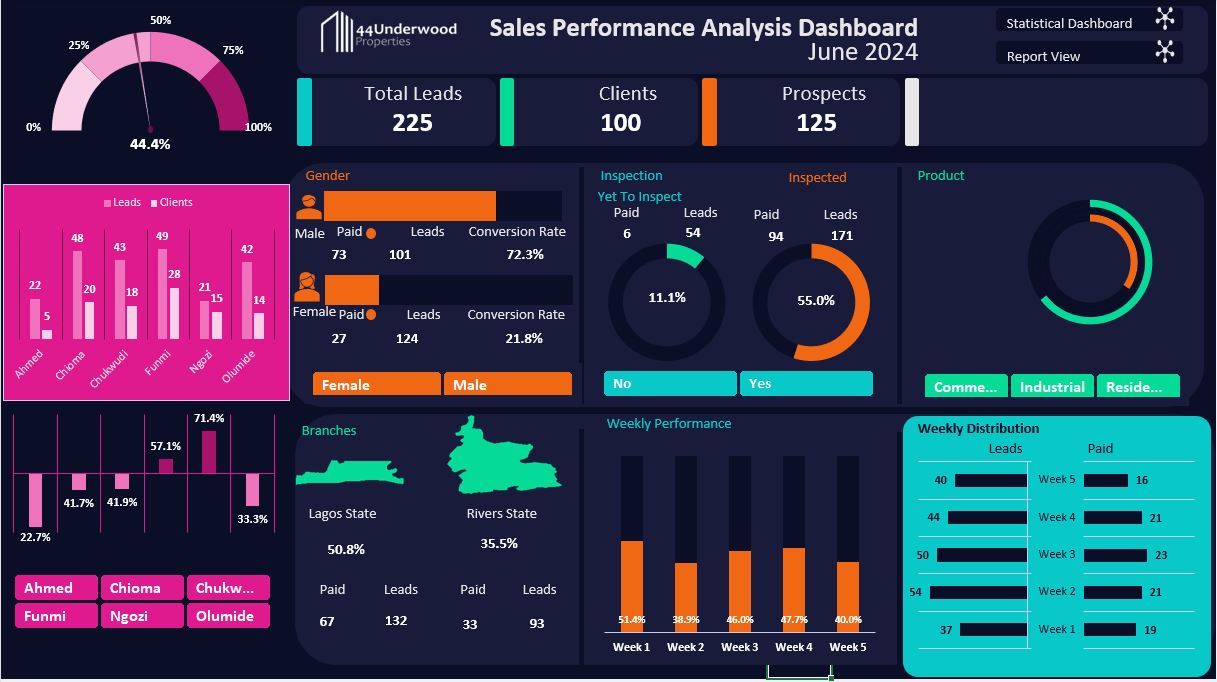 44Underwood
Properties
Sales Performance Analysis Dashboard
June 2024
Statistical Dashboard
Report View
0%
25%
50%
75%
100%
44.4%
Total Leads
225
Clients
100
Prospects
125
Leads Clients
22 5
48 20
43 18
49 28
21 15
42 14
Ahmed
Chioma
Chukwudi
Funmi
Ngozi
Olumide
22.7%
41.7%
41.9%
57.1%
71.4%
33.3%
Ahmed Chioma Chukw...
Funmi Ngozi Olumide
Gender
Male Paid Leads Conversion Rate
73 101 72.3%
Female Paid Leads Conversion Rate
27 124 21.8%
Female Male
Inspection Inspected
Yet To Inspect
Paid Leads Paid Leads
6 54 94 171
11.1% 55.0%
No Yes
Product
Comme... Industrial Reside...
Branches
Lagos State Rivers State
50.8% 35.5%
Paid Leads Paid Leads
67 132 33 93
Weekly Performance
51.4% 38.9% 46.0% 47.7% 40.0%
Week 1 Week 2 Week 3 Week 4 Week 5
Weekly Distribution
Leads Paid
40 Week 5 16
44 Week 4 21
50 Week 3 23
54 Week 2 21
37 Week 1 19